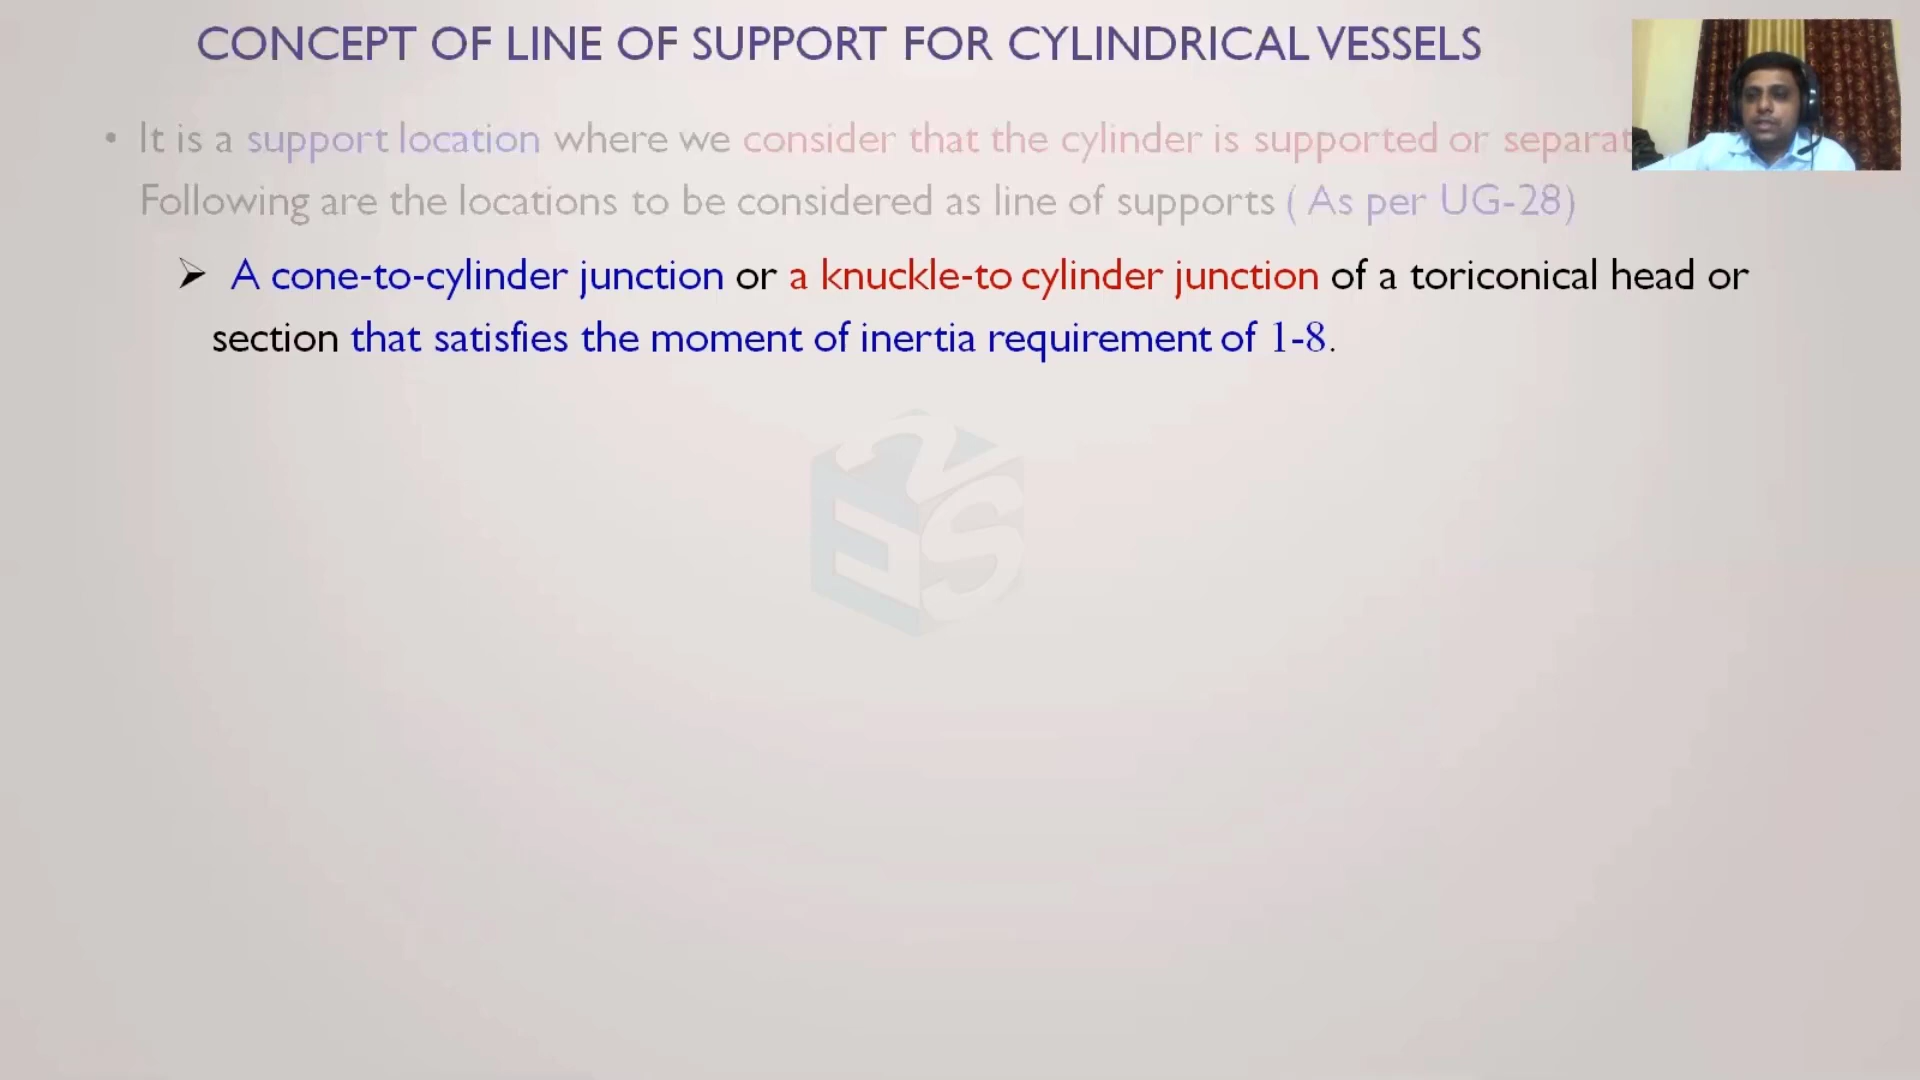 CONCEPT OF LINE OF SUPPORT FOR CYLINDRICAL VESSELS
• It is a support location where we consider that the cylinder is supported or
Following are the locations to be considered as line of supports ( As per UG-28)
➢ A cone-to-cylinder junction or a knuckle-to cylinder junction of a toriconical head or
section that satisfies the moment of inertia requirement of 1-8.
E2S